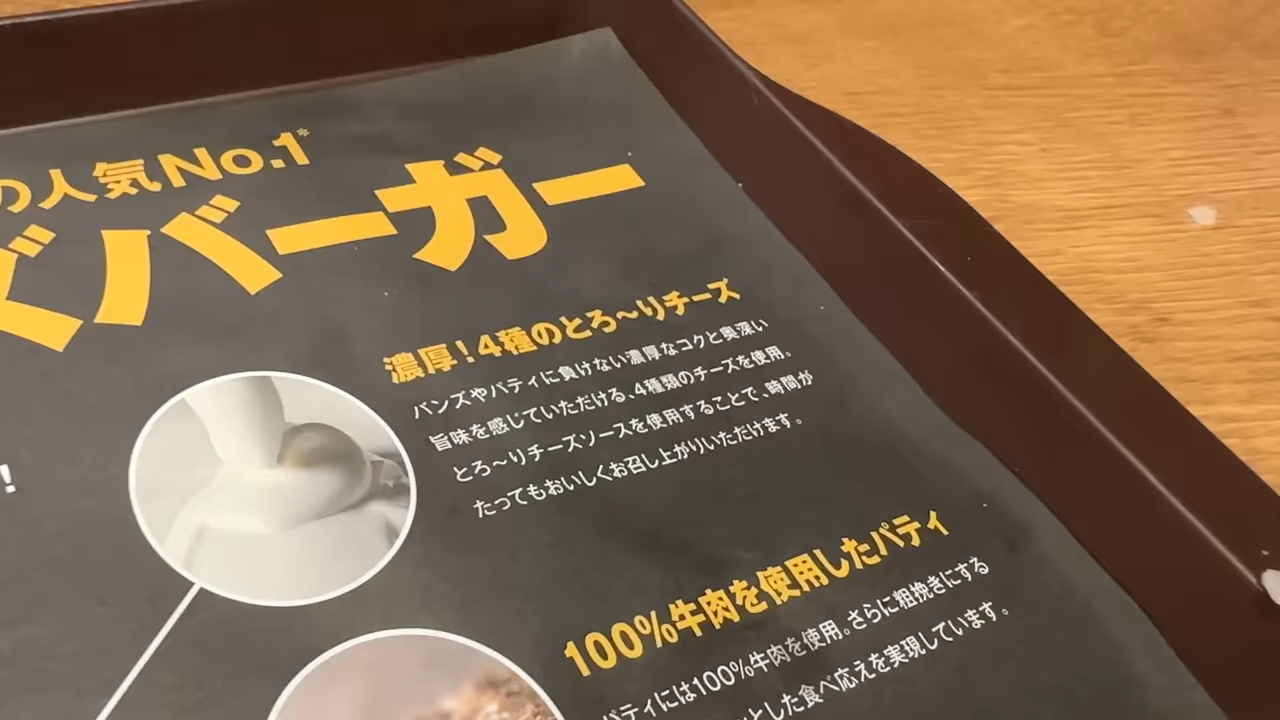 の人気No.1※
ズバーガー
濃厚!4種のとろ〜りチーズ
バンズやパティに負けない濃厚なコクと奥深い
旨味を感じていただける、4種類のチーズを使用。
とろ〜りチーズソースを使用することで、時間が
たってもおいしくお召し上がりいただけます。
!
100%牛肉を使用したパティ
パティには100%牛肉を使用。さらに粗挽きにする
とした食べ応えを実現しています。